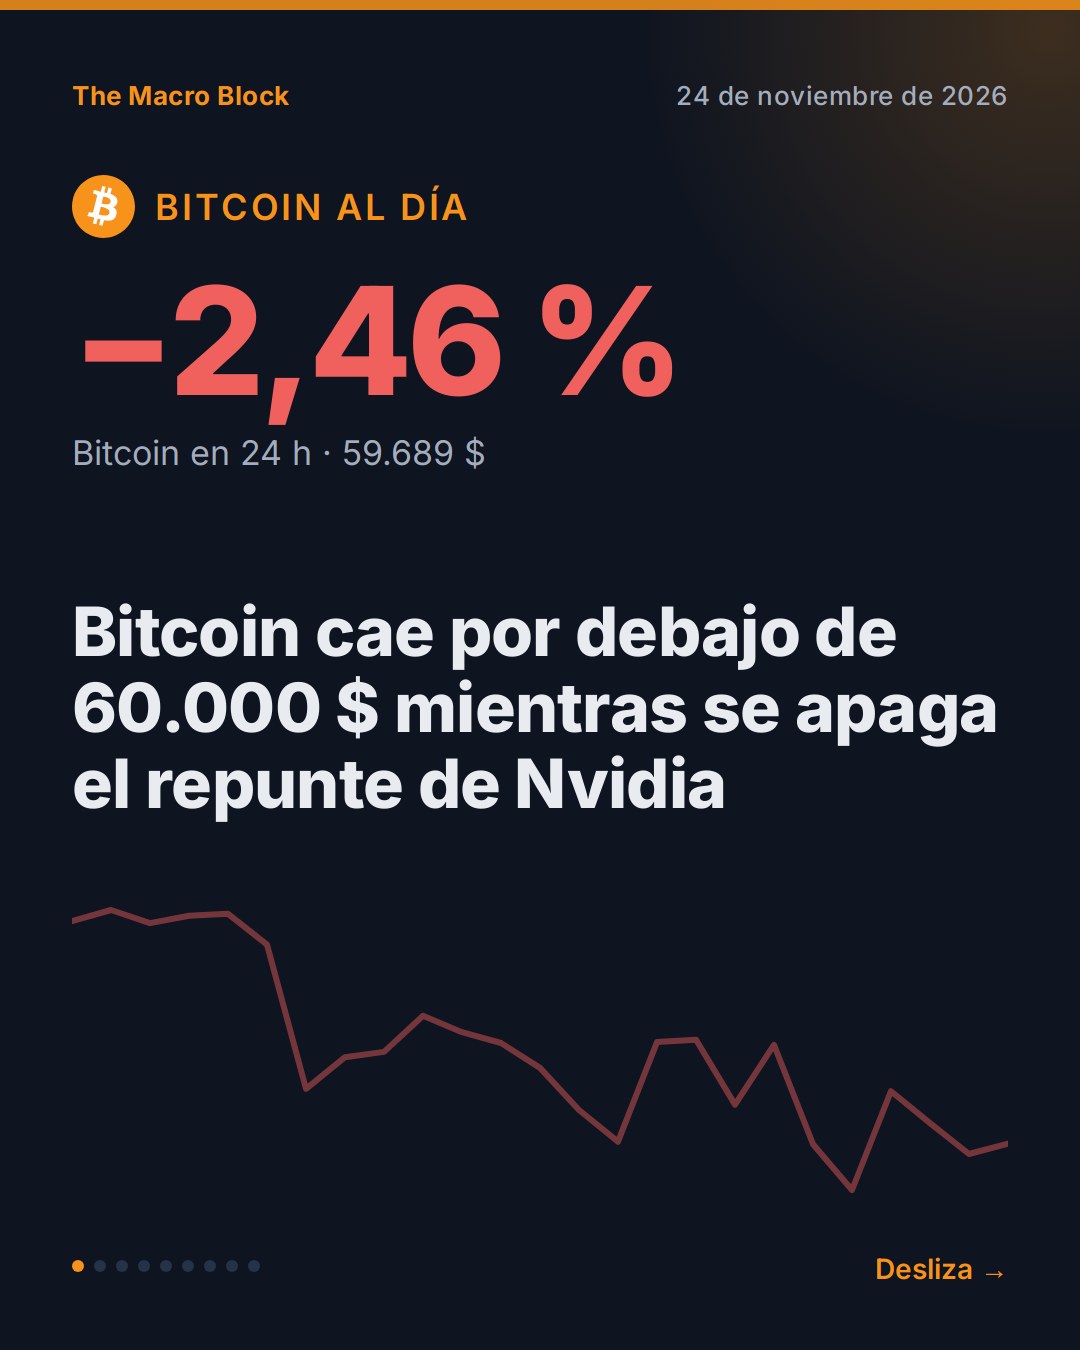 The Macro Block
24 de noviembre de 2026
BITCOIN AL DÍA
−2,46 %
Bitcoin en 24 h · 59.689 $
Bitcoin cae por debajo de
60.000 $ mientras se apaga
el repunte de Nvidia
Desliza →